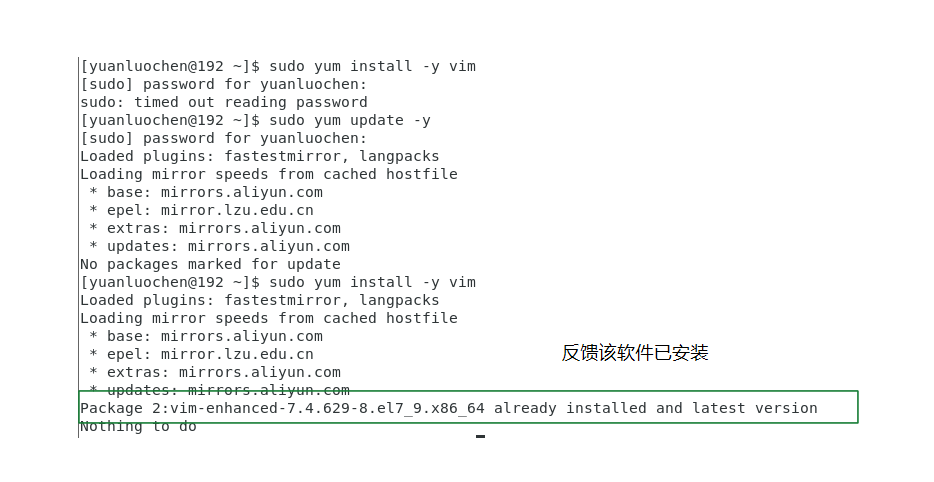 [yuanluochen@192 ~]$ sudo yum install -y vim
[sudo] password for yuanluochen:
sudo: timed out reading password
[yuanluochen@192 ~]$ sudo yum update -y
[sudo] password for yuanluochen:
Loaded plugins: fastestmirror, langpacks
Loading mirror speeds from cached hostfile
 * base: mirrors.aliyun.com
 * epel: mirror.lzu.edu.cn
 * extras: mirrors.aliyun.com
 * updates: mirrors.aliyun.com
No packages marked for update
[yuanluochen@192 ~]$ sudo yum install -y vim
Loaded plugins: fastestmirror, langpacks
Loading mirror speeds from cached hostfile
 * base: mirrors.aliyun.com
 * epel: mirror.lzu.edu.cn
反馈该软件已安装
 * extras: mirrors.aliyun.com
 * updates: mirrors.aliyun.com
Package 2:vim-enhanced-7.4.629-8.el7_9.x86_64 already installed and latest version
Nothing to do